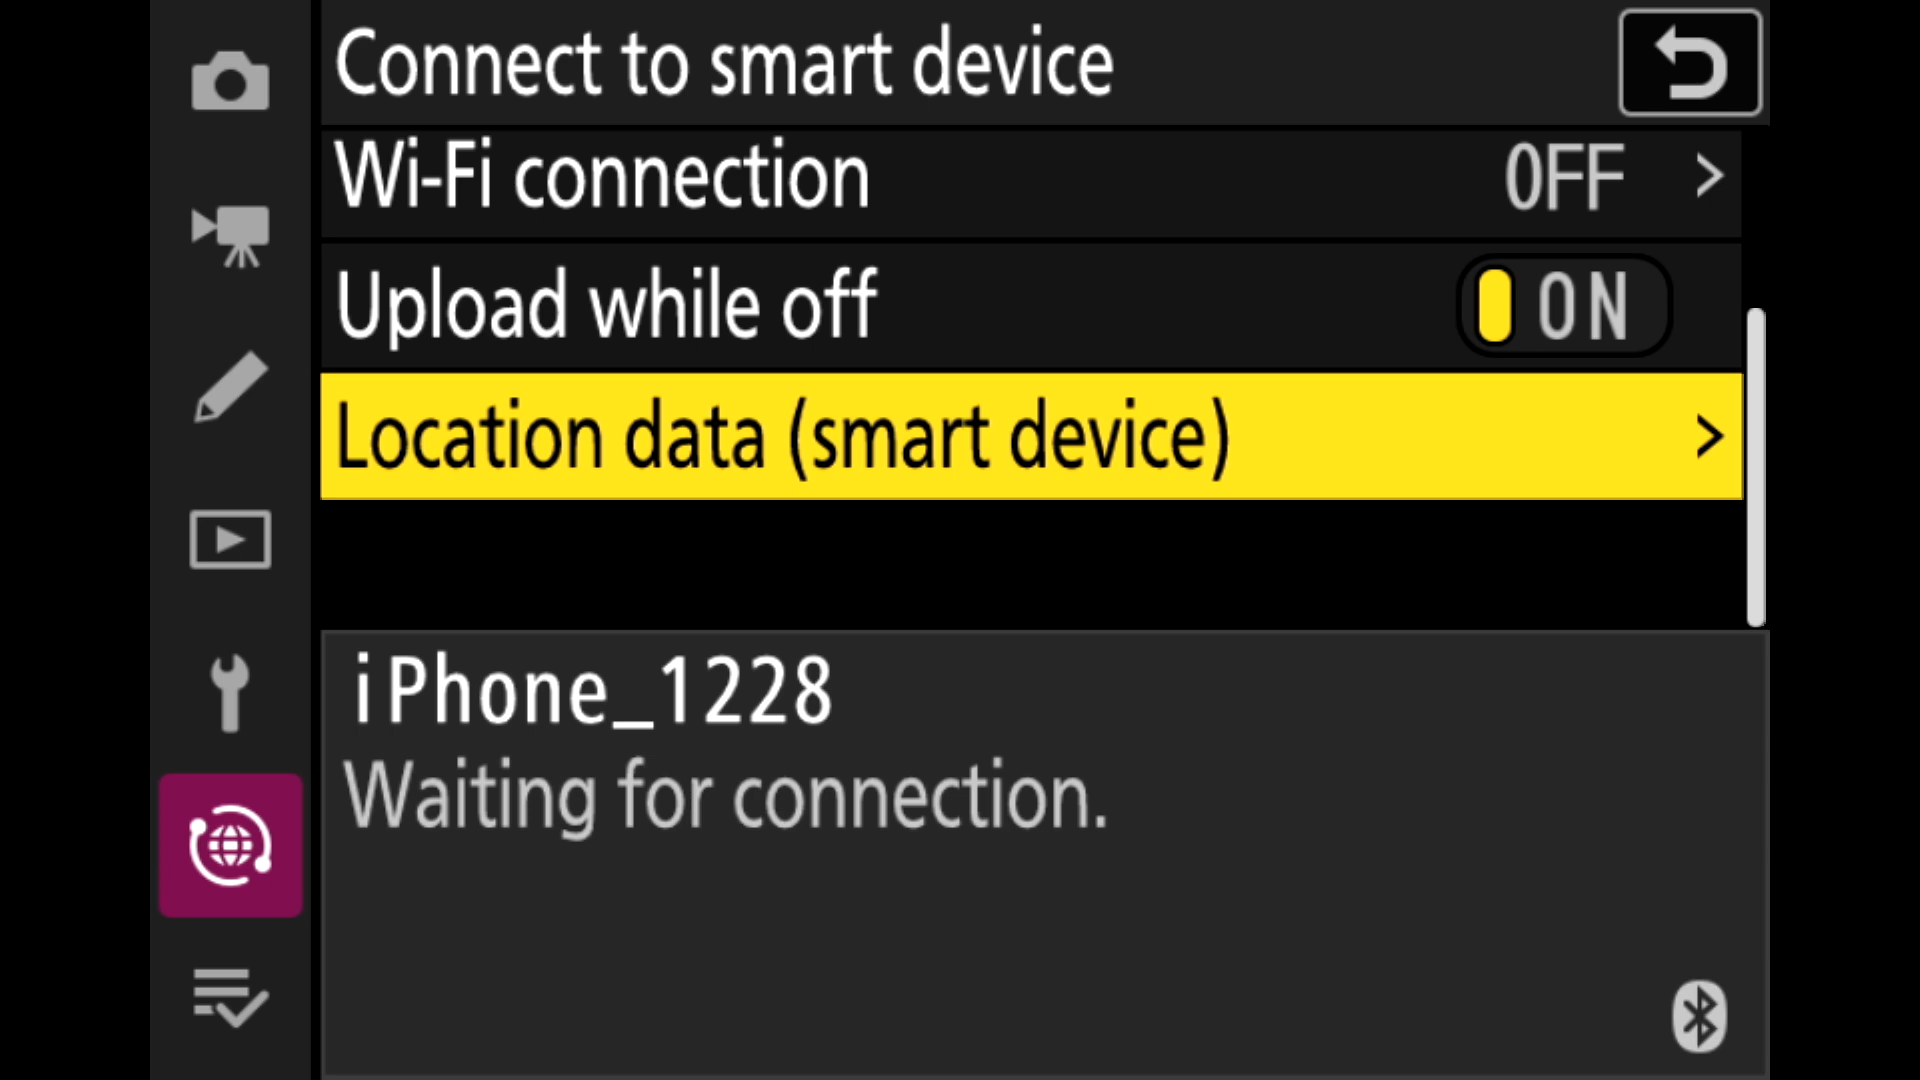 Connect to smart device
Wi-Fi connection OFF >
Upload while off ON
Location data (smart device) >
iPhone_1228
Waiting for connection.